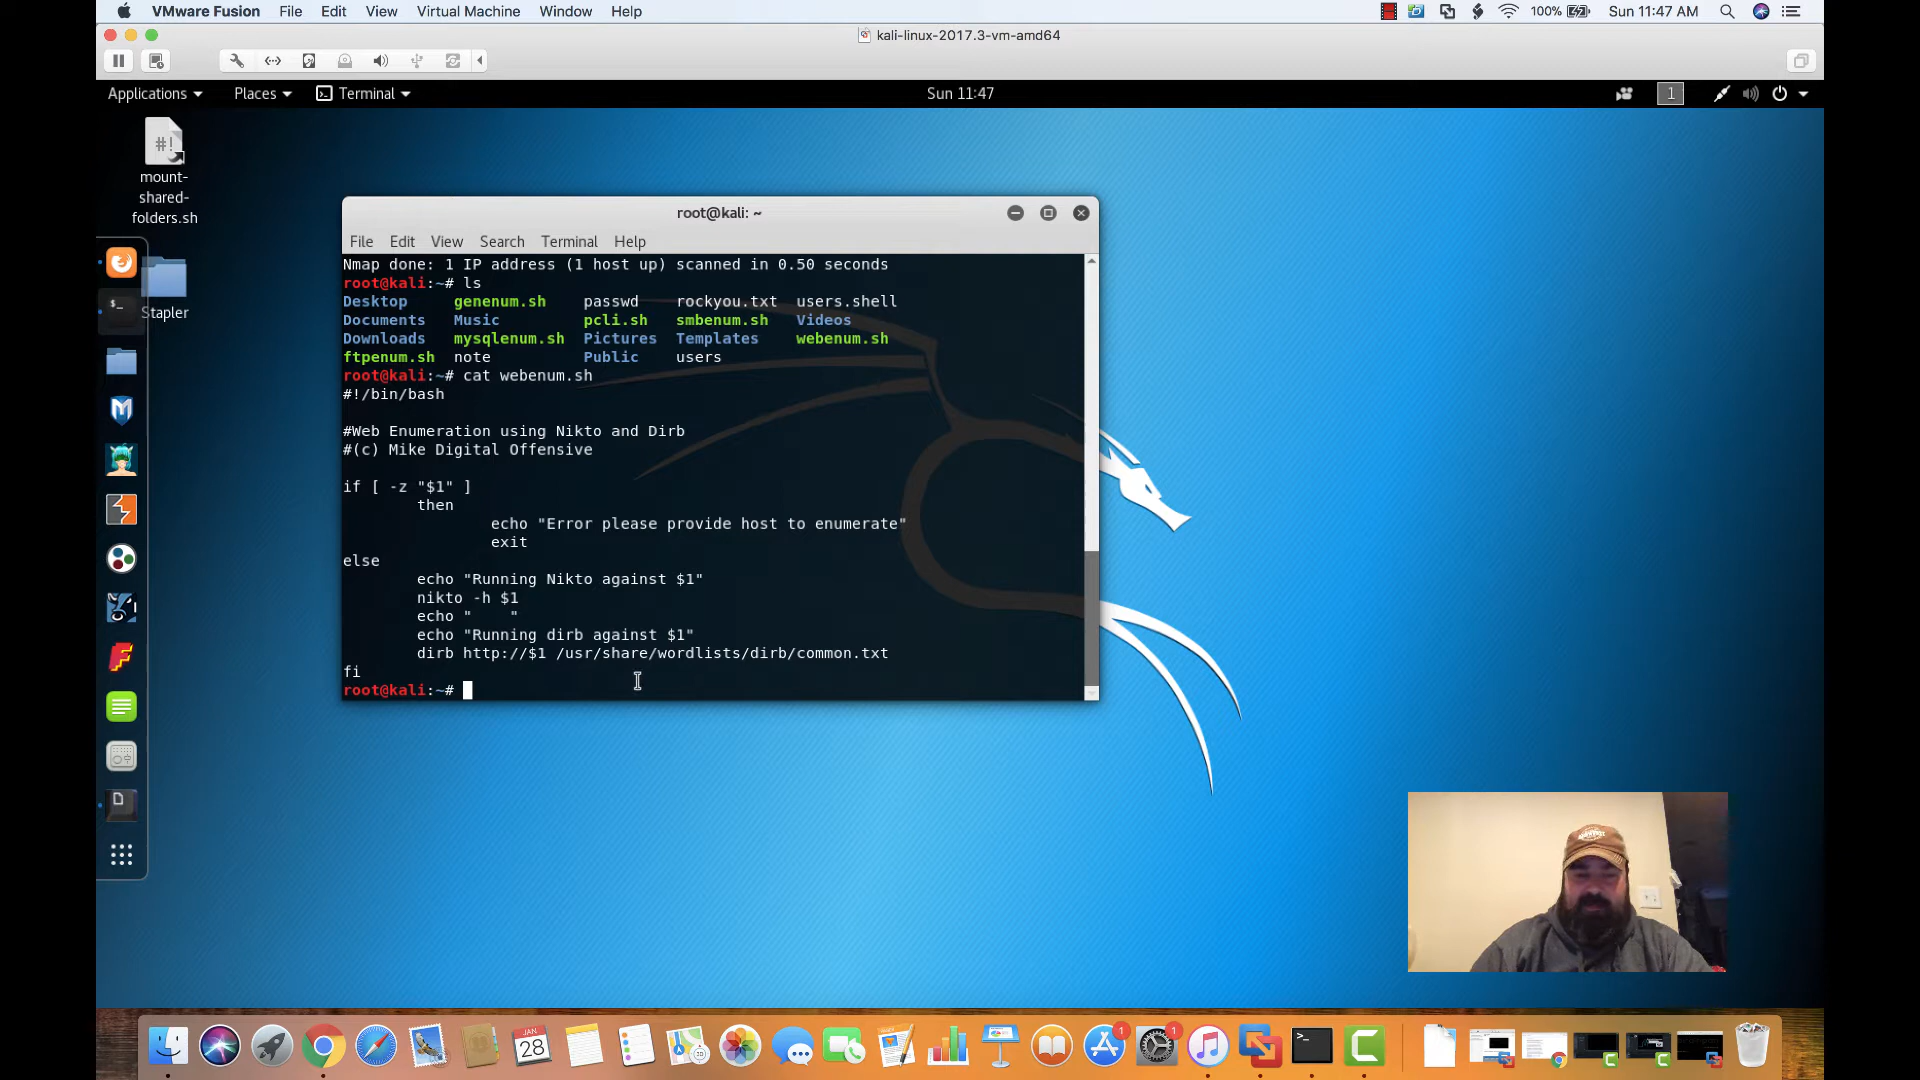 VMware Fusion File Edit View Virtual Machine Window Help 100% Sun 11:47 AM
kali-linux-2017.3-vm-amd64
Applications Places Terminal Sun 11:47 1
#!
mount-
shared-
folders.sh
Stapler
root@kali: ~
File Edit View Search Terminal Help
Nmap done: 1 IP address (1 host up) scanned in 0.50 seconds
root@kali:~# ls
Desktop genenum.sh passwd rockyou.txt users.shell
Documents Music pcli.sh smbenum.sh Videos
Downloads mysqlenum.sh Pictures Templates webenum.sh
ftpenum.sh note Public users
root@kali:~# cat webenum.sh
#!/bin/bash
#Web Enumeration using Nikto and Dirb
#(c) Mike Digital Offensive
if [ -z "$1" ]
then
echo "Error please provide host to enumerate"
exit
else
echo "Running Nikto against $1"
nikto -h $1
echo "    "
echo "Running dirb against $1"
dirb http://$1 /usr/share/wordlists/dirb/common.txt
fi
root@kali:~#
JAN
28
1
1